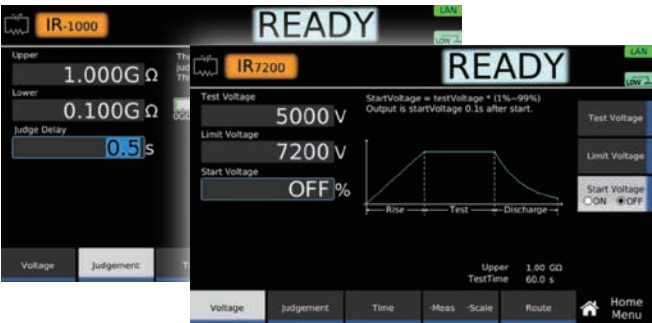 IR-1000
READY
LAN
LOW
Upper
1.000G Ω
Lower
0.100G Ω
Judge Delay
0.5 s
Voltage
Judgement
IR7200
READY
LAN
LOW
Test Voltage
5000 V
Limit Voltage
7200 V
Start Voltage
OFF %
StartVoltage = testVoltage * (1%~99%)
Output is startVoltage 0.1s after start.
Rise
Test
Discharge
Upper 1.00 GΩ
TestTime 60.0 s
Test Voltage
Limit Voltage
Start Voltage
ON OFF
Voltage
Judgement
Time
-Meas
-Scale
Route
Home
Menu